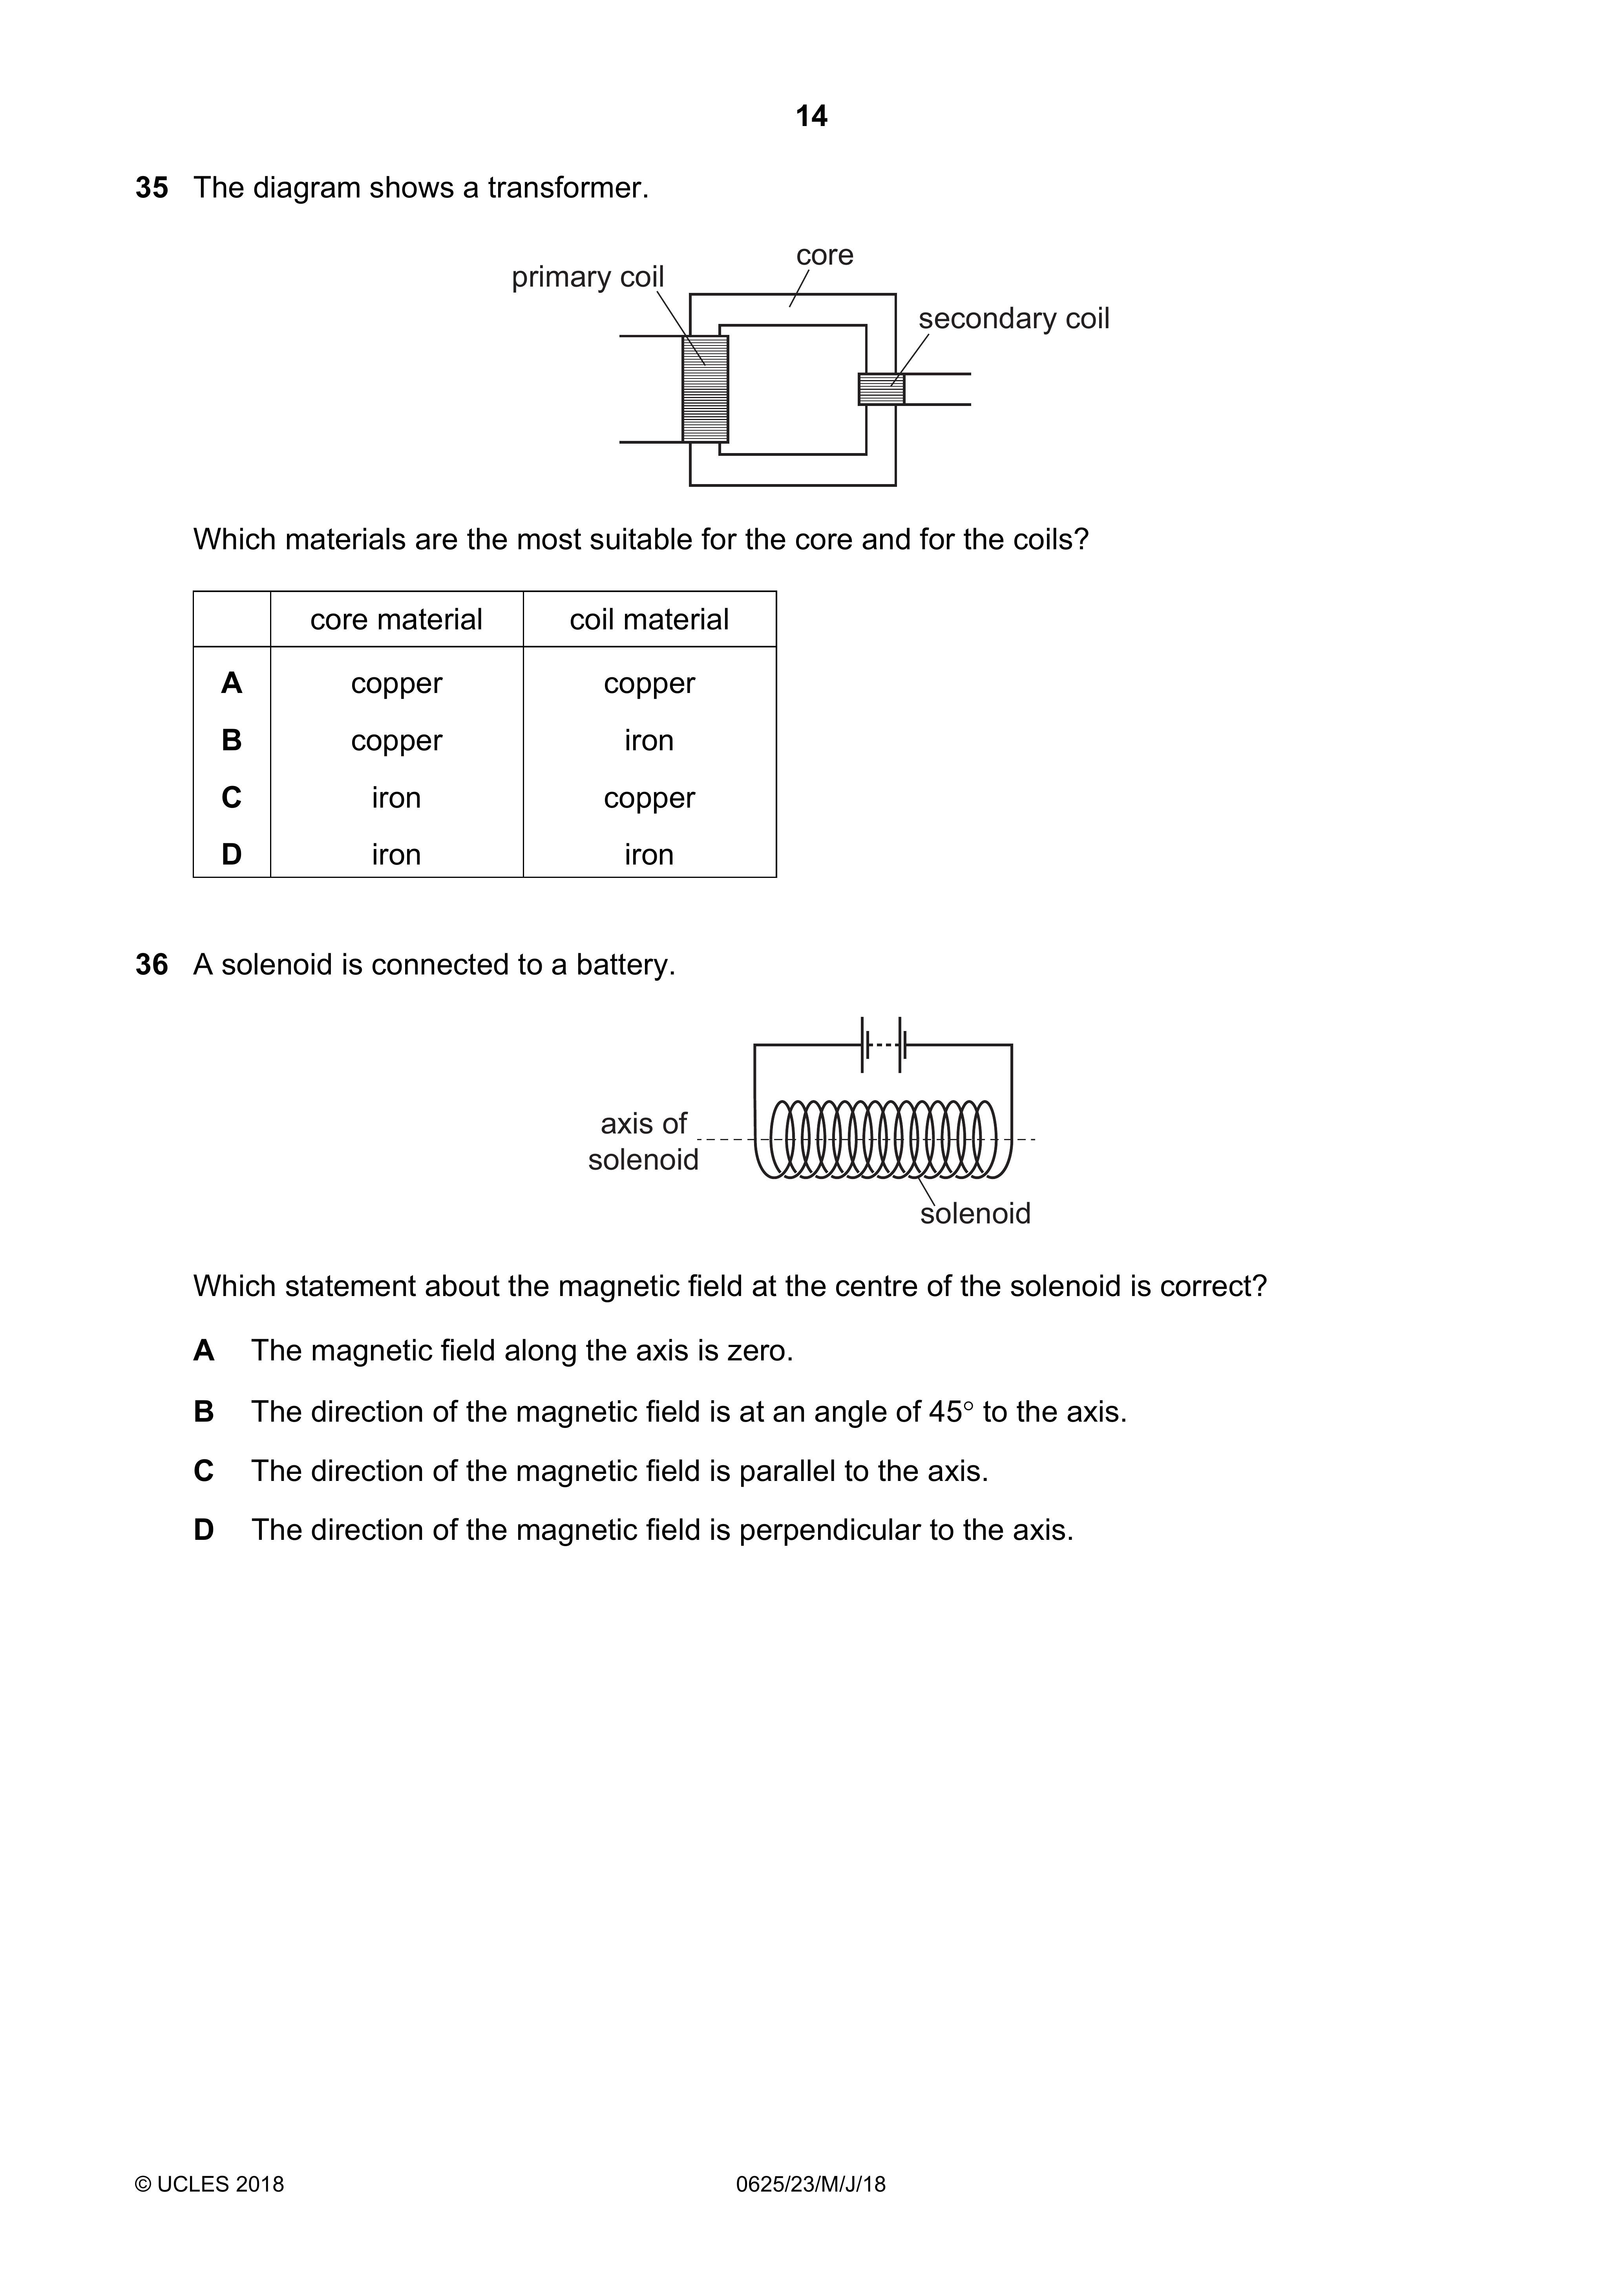 14
35 The diagram shows a transformer.
core
primary coil
secondary coil
Which materials are the most suitable for the core and for the coils?
core material coil material
A copper copper
B copper iron
C iron copper
D iron iron
36 A solenoid is connected to a battery.
axis of
solenoid
solenoid
Which statement about the magnetic field at the centre of the solenoid is correct?
A The magnetic field along the axis is zero.
B The direction of the magnetic field is at an angle of 45° to the axis.
C The direction of the magnetic field is parallel to the axis.
D The direction of the magnetic field is perpendicular to the axis.
© UCLES 2018 0625/23/M/J/18